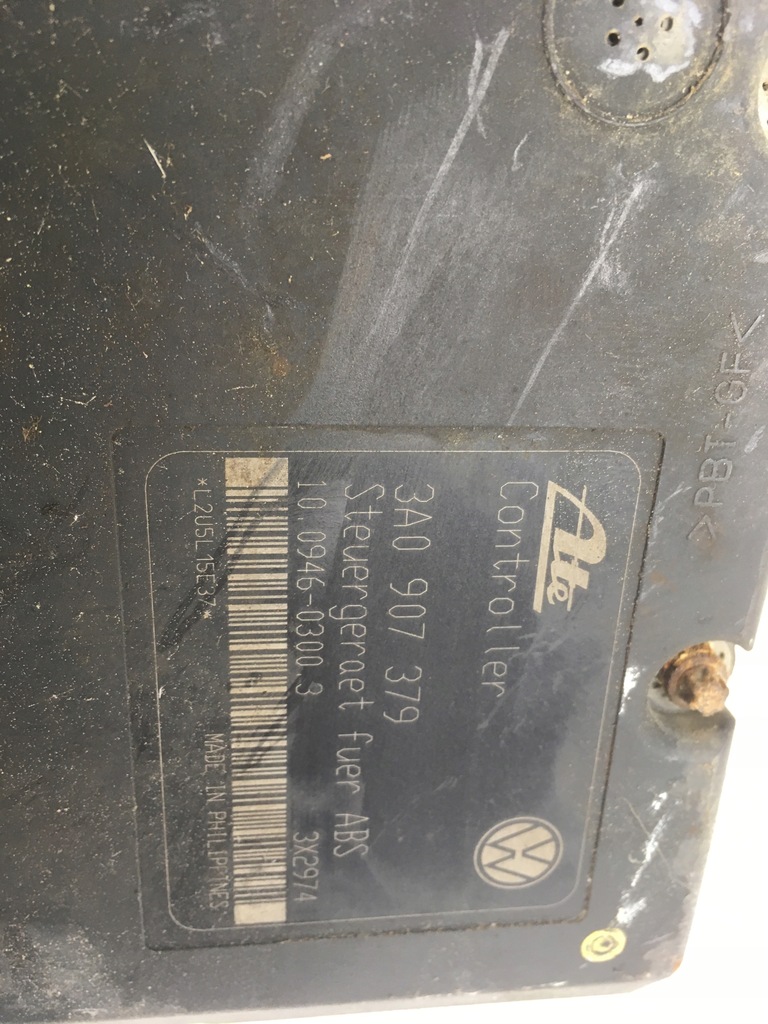 >PBT-GF<
Ate
Controller
3A0 907 379
Steuergeraet fuer ABS
10.0946-0300.3 3X2974
*L2U5L15E37*
MADE IN PHILIPPINES